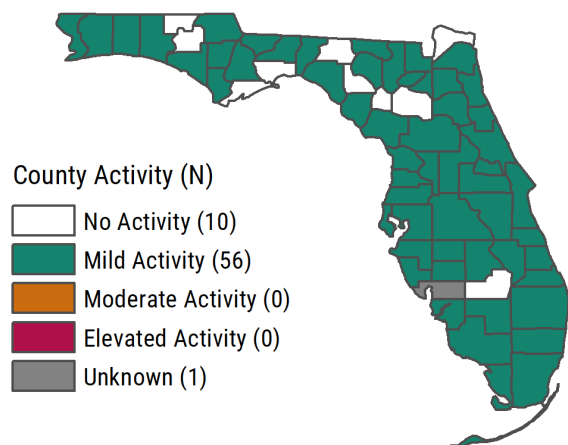 County Activity (N)
No Activity (10)
Mild Activity (56)
Moderate Activity (0)
Elevated Activity (0)
Unknown (1)